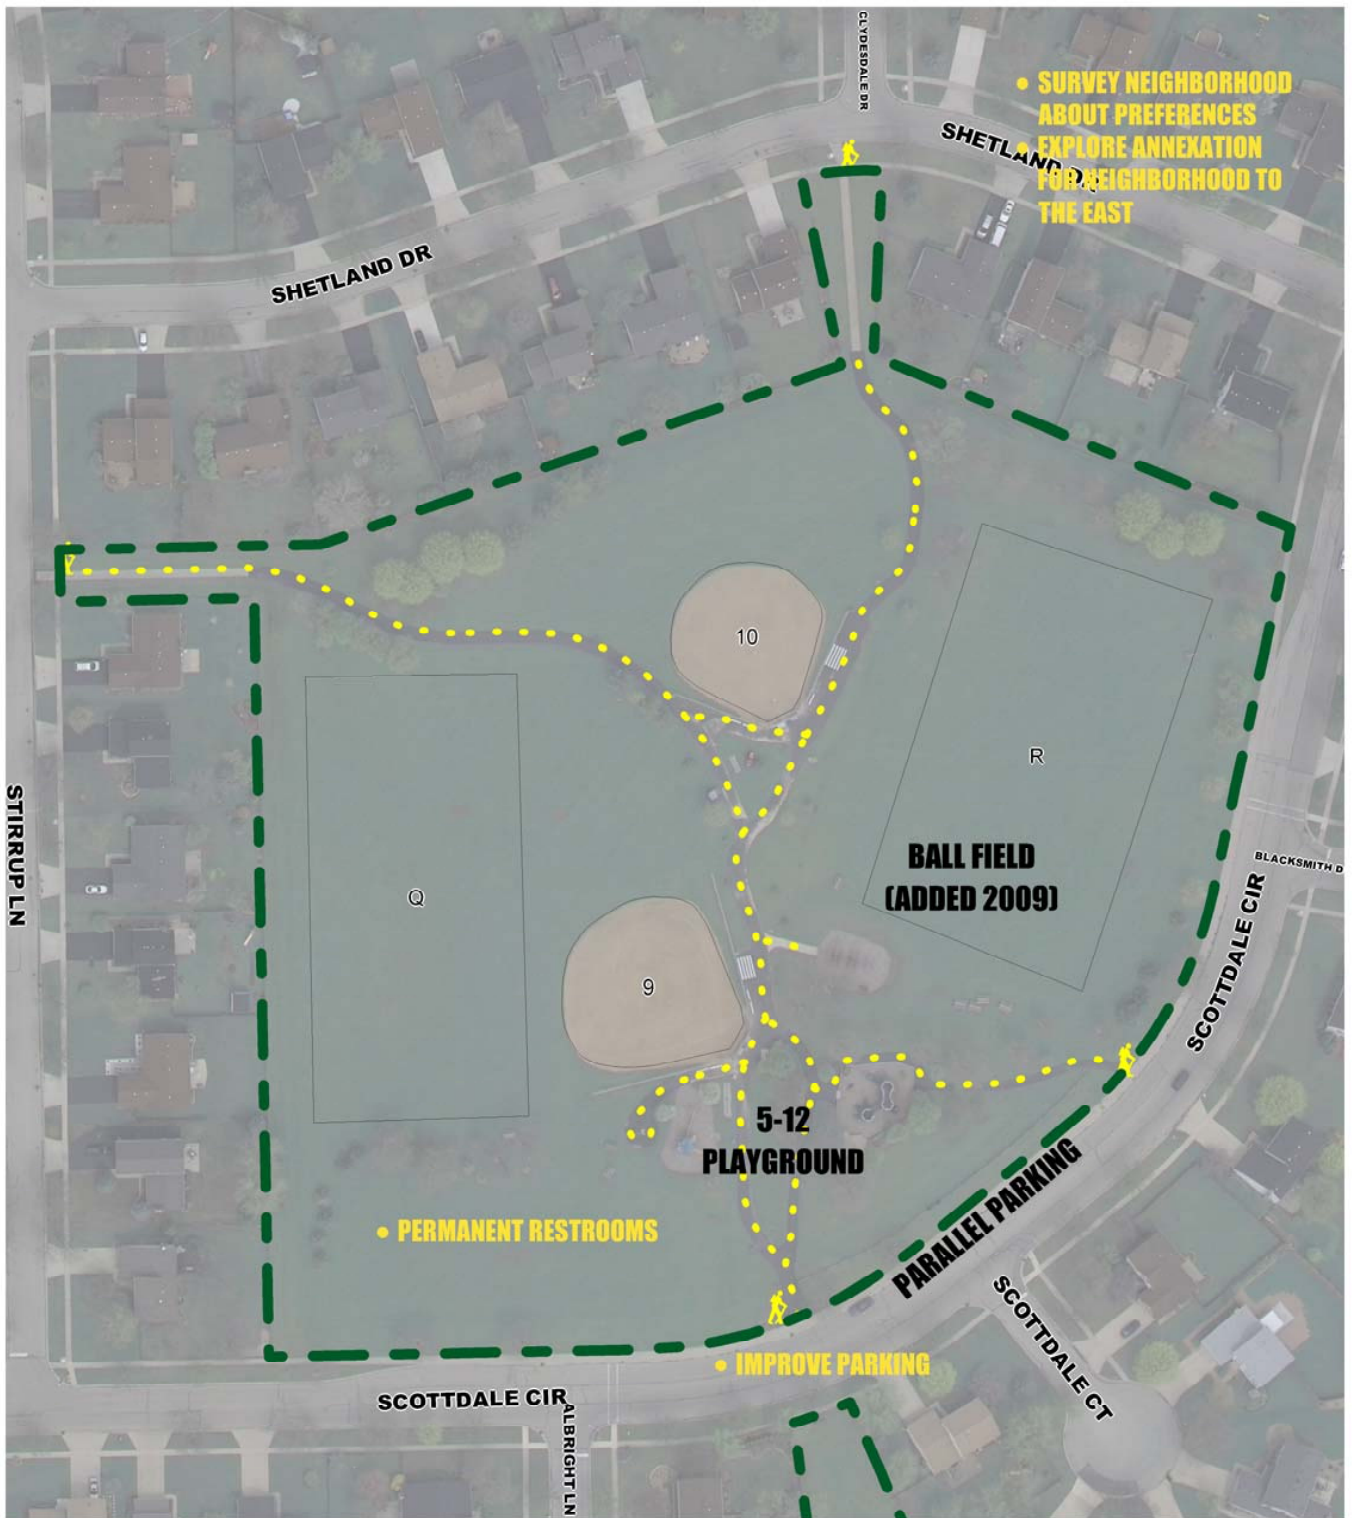 CLYDESDALE DR
• SURVEY NEIGHBORHOOD
ABOUT PREFERENCES
• EXPLORE ANNEXATION
FOR NEIGHBORHOOD TO
THE EAST
SHETLAND DR
SHETLAND DR
10
R
STIRRUP LN
Q
BALL FIELD
(ADDED 2009)
BLACKSMITH D
SCOTTDALE CIR
9
5-12
PLAYGROUND
PARALLEL PARKING
• PERMANENT RESTROOMS
• IMPROVE PARKING
SCOTTDALE CT
SCOTTDALE CIR
ALBRIGHT LN